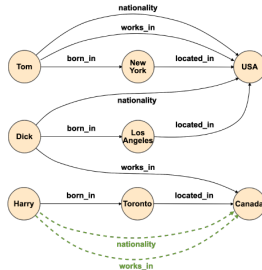 nationality
works_in
Tom
born_in
New
York
located_in
USA
nationality
Dick
born_in
Los
Angeles
located_in
works_in
Harry
born_in
Toronto
located_in
Canada
nationality
works_in